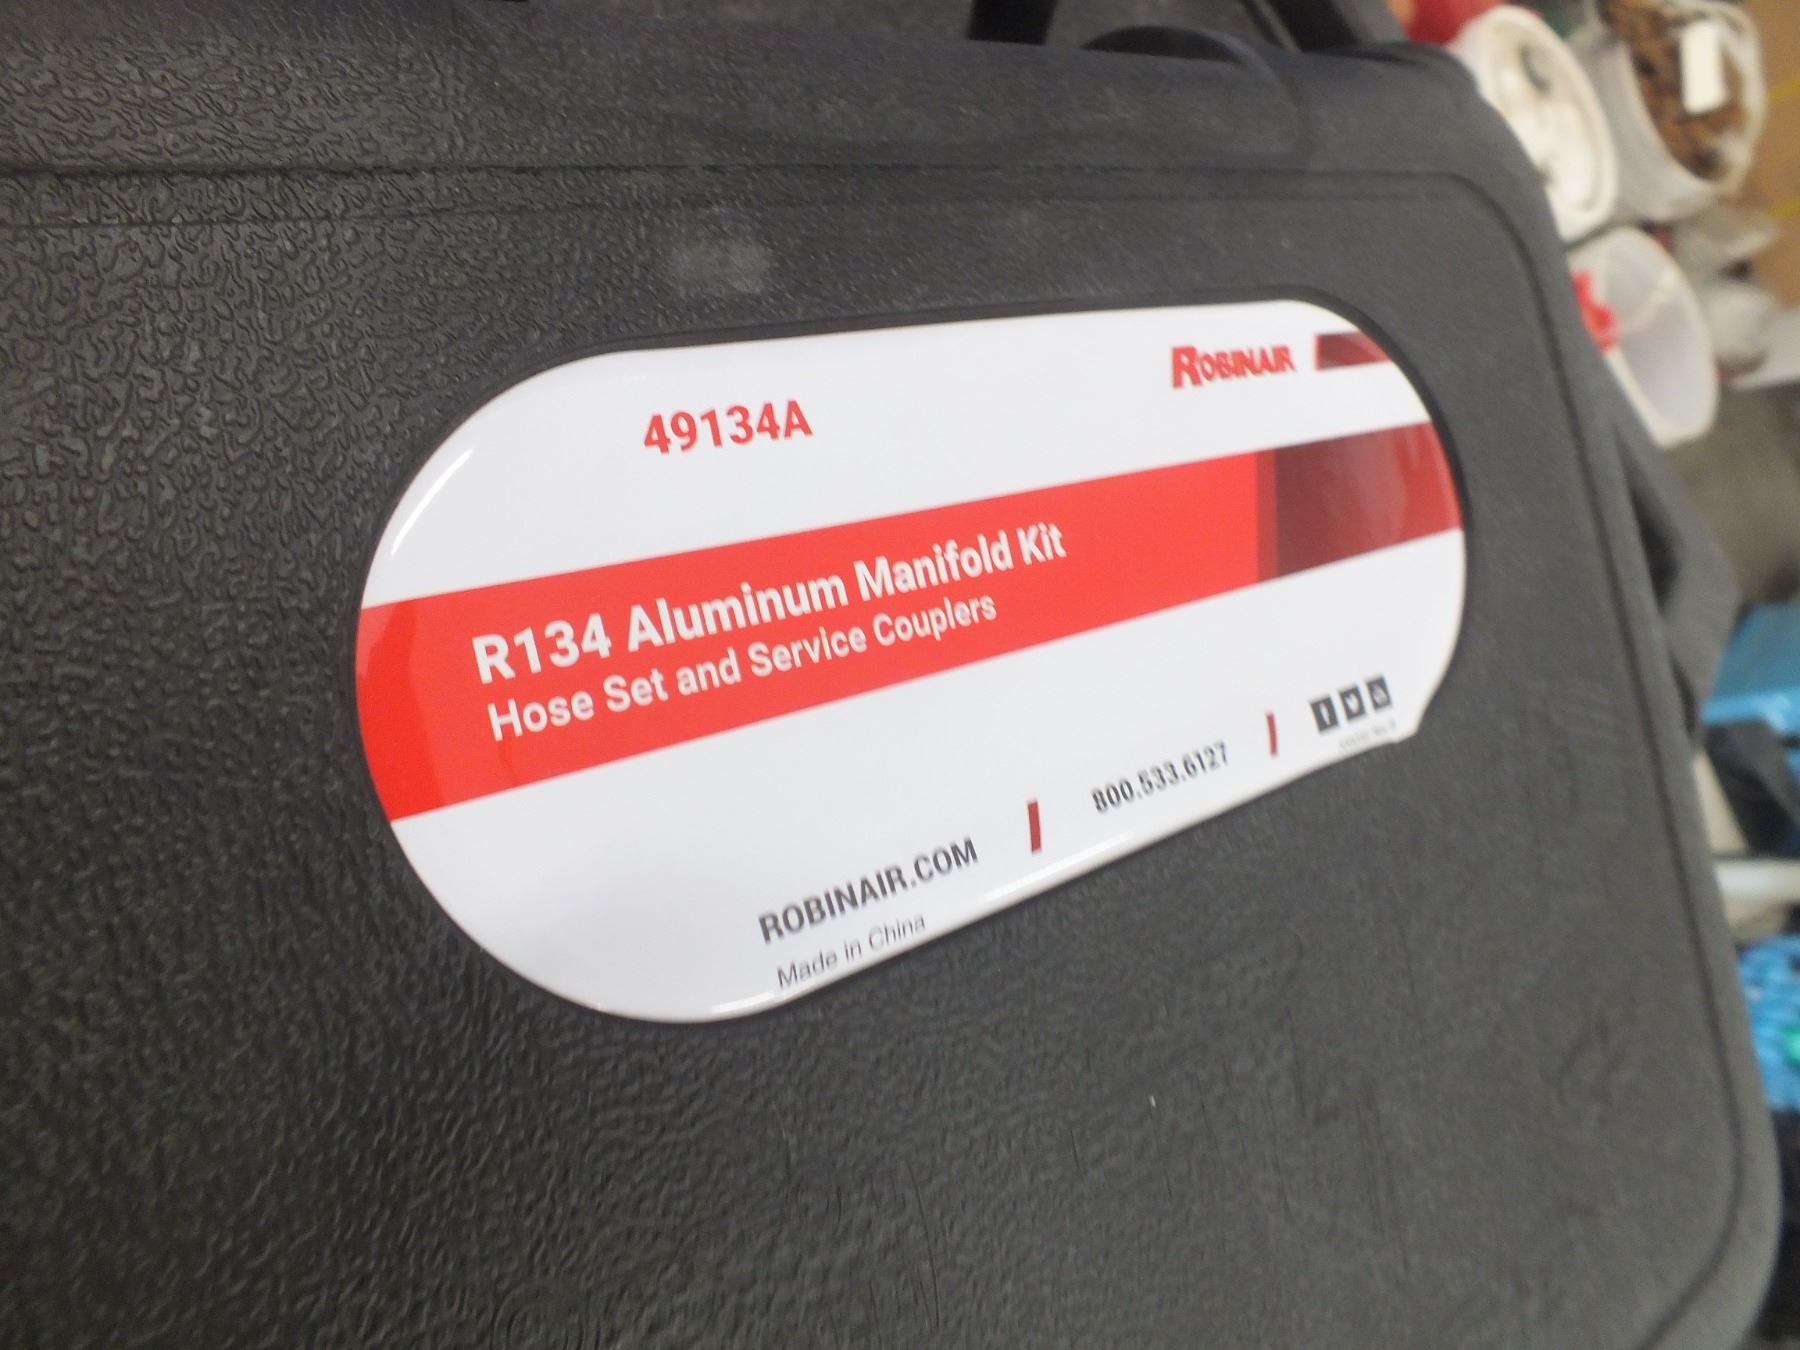 49134A
ROBINAIR
R134 Aluminum Manifold Kit
Hose Set and Service Couplers
ROBINAIR.COM
800.533.6127
Made in China